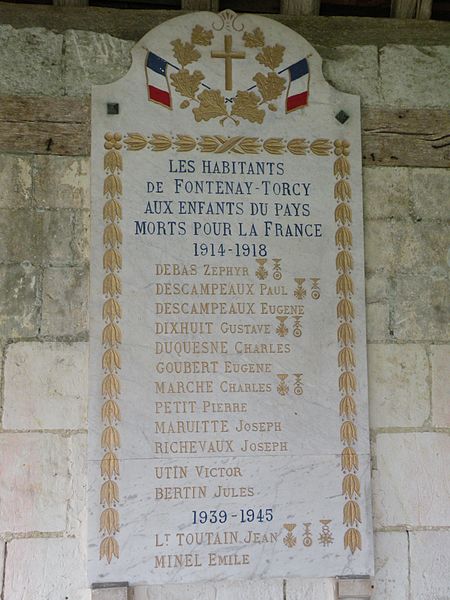 LES HABITANTS
DE FONTENAY-TORCY
AUX ENFANTS DU PAYS
MORTS POUR LA FRANCE
1914-1918
DEBAS ZEPHYR
DESCAMPEAUX PAUL
DESCAMPEAUX EUGENE
DIXHUIT GUSTAVE
DUQUESNE CHARLES
GOUBERT EUGENE
MARCHE CHARLES
PETIT PIERRE
MARUITTE JOSEPH
RICHEVAUX JOSEPH
UTIN VICTOR
BERTIN JULES
1939-1945
LT TOUTAIN JEAN
MINEL EMILE